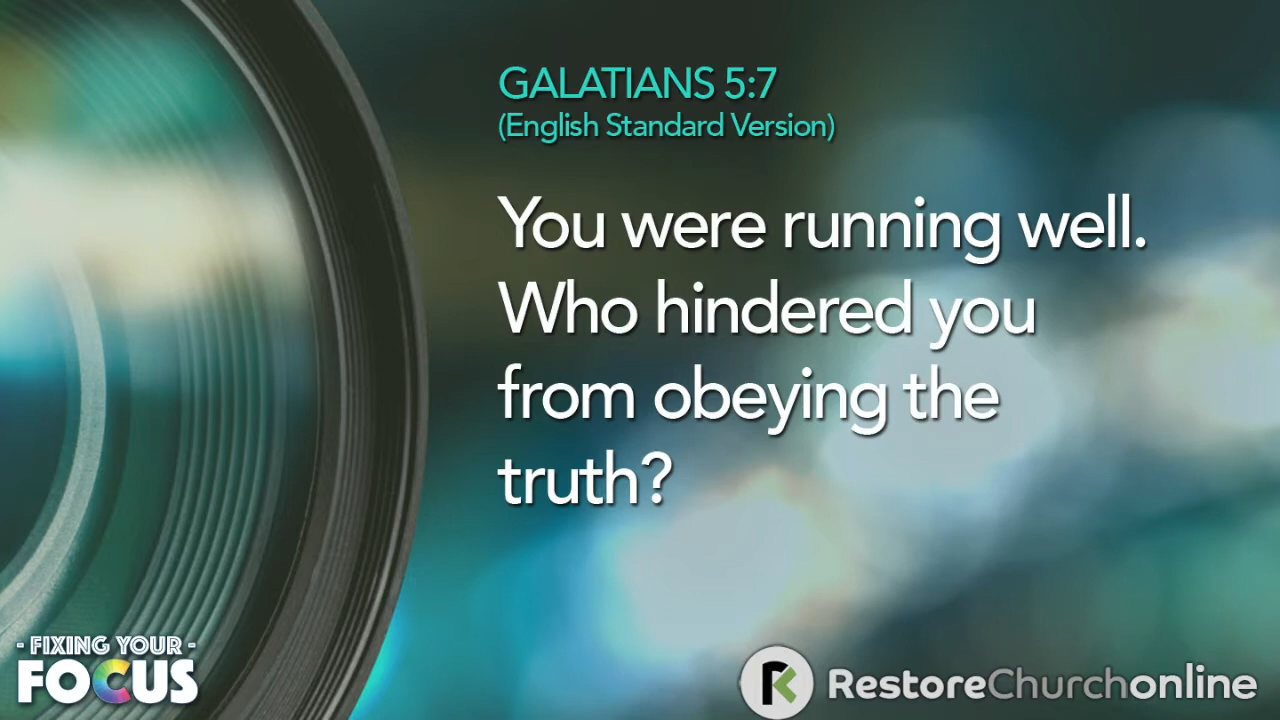 GALATIANS 5:7
(English Standard Version)
You were running well.
Who hindered you
from obeying the
truth?
- FIXING YOUR -
FOCUS
RestoreChurchonline